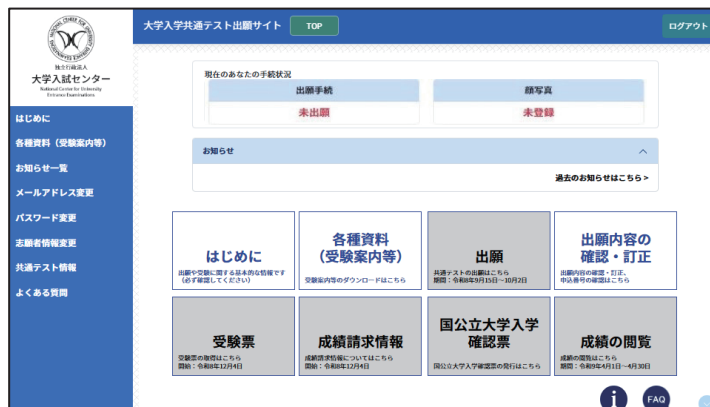 大学入学共通テスト出願サイト
TOP
ログアウト
独立行政法人
大学入試センター
National Center for University
Entrance Examinations
はじめに
各種資料（受験案内等）
お知らせ一覧
メールアドレス変更
パスワード変更
志願者情報変更
共通テスト情報
よくある質問
現在のあなたの手続状況
出願手続
顔写真
未出願
未登録
お知らせ
過去のお知らせはこちら >
はじめに
出願や受験に関する基本的な情報です
（必ず確認してください）
各種資料
（受験案内等）
受験案内等のダウンロードはこちら
出願
共通テストの出願はこちら
期間：令和8年9月15日～10月2日
出願内容の
確認・訂正
出願内容の確認・訂正、
申込番号の確認はこちら
受験票
受験票の取得はこちら
開始：令和8年12月4日
成績請求情報
成績請求情報についてはこちら
開始：令和8年12月4日
国公立大学入学
確認票
国公立大学入学確認票の発行はこちら
成績の閲覧
成績の閲覧はこちら
期間：令和9年4月1日～4月30日
i
FAQ